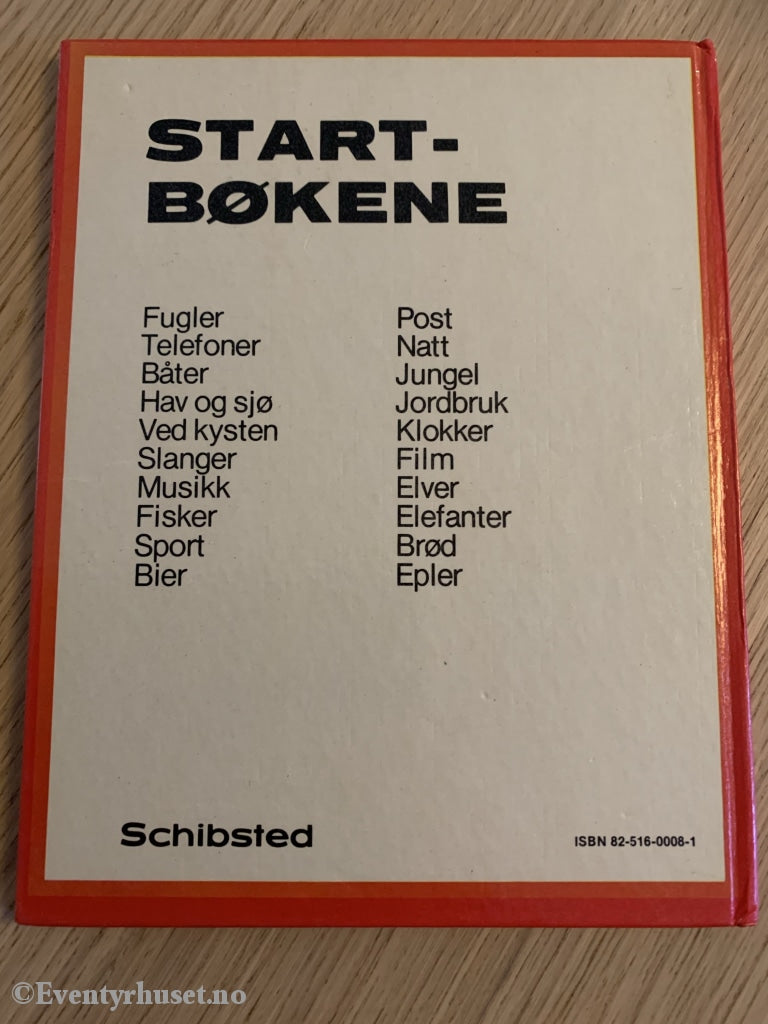 START-
BØKENE
Fugler
Telefoner
Båter
Hav og sjø
Ved kysten
Slanger
Musikk
Fisker
Sport
Bier
Post
Natt
Jungel
Jordbruk
Klokker
Film
Elver
Elefanter
Brød
Epler
Schibsted
ISBN 82-516-0008-1
©Eventyrhuset.no